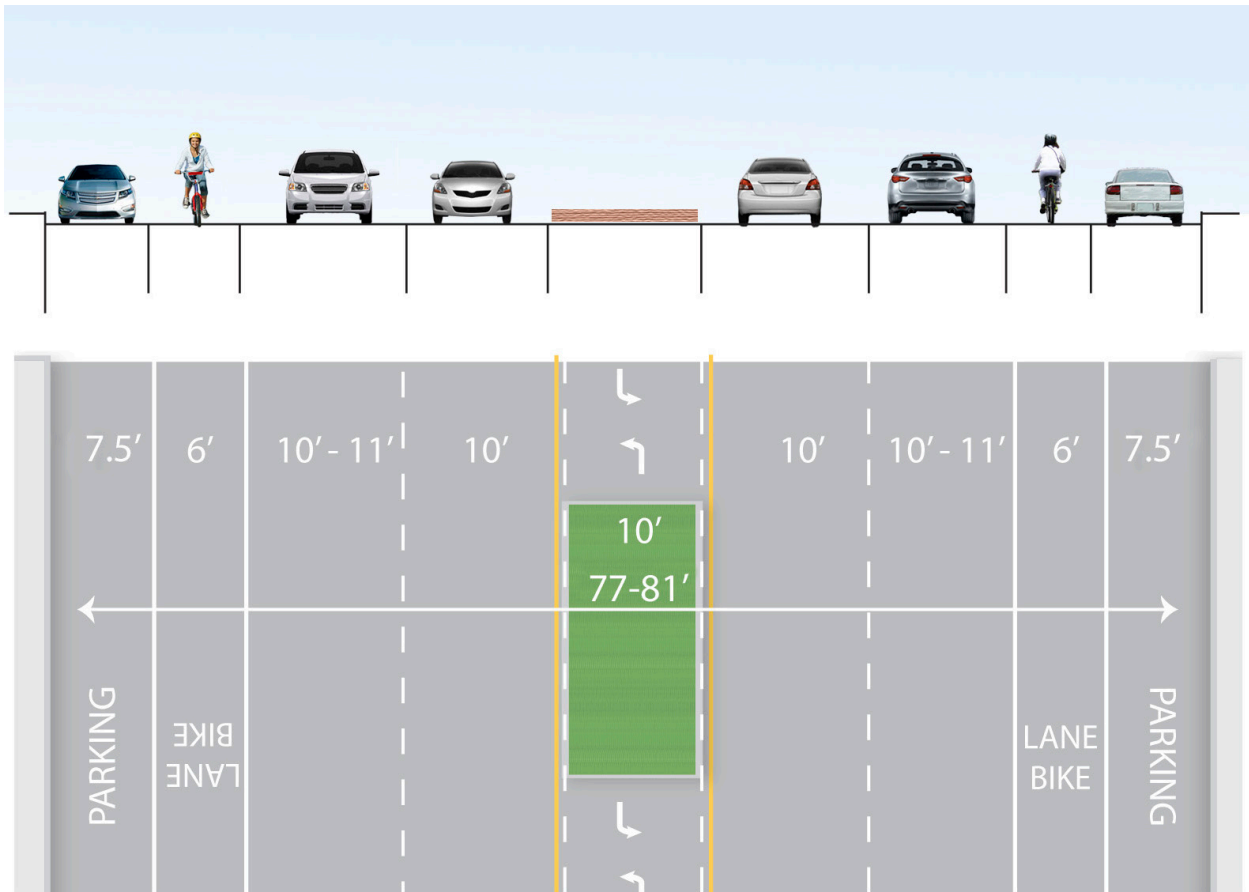 7.5’ 6’ 10’ - 11’ 10’ 10’ 10’ - 11’ 6’ 7.5’
10’
77-81’
PARKING
BIKE
LANE
LANE
BIKE
PARKING